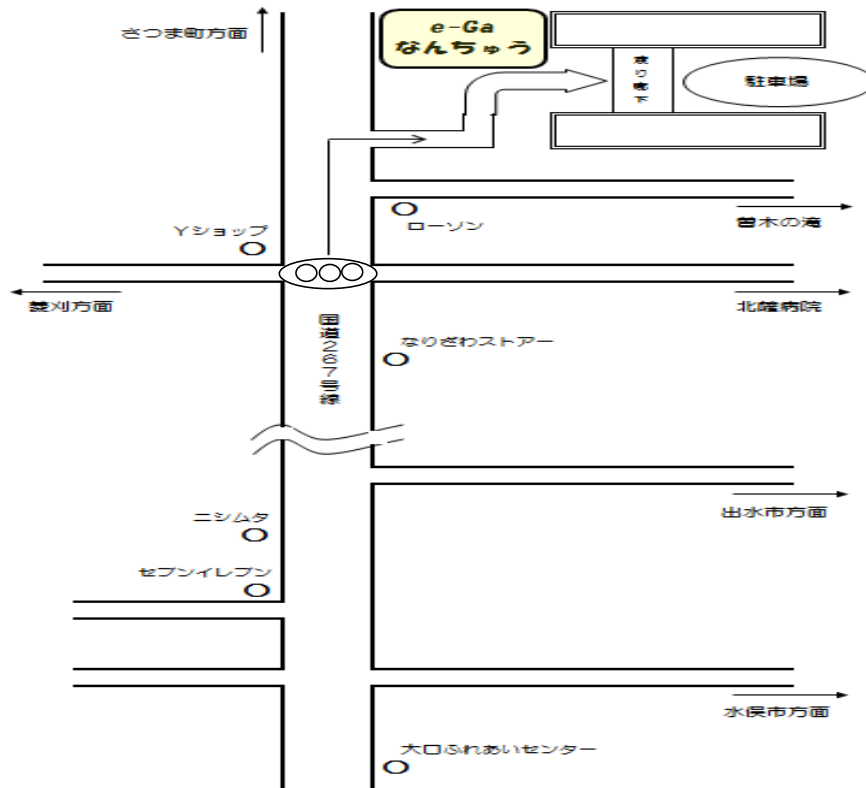 さつま町方面
e-Ga
なんちゅう
渡り廊下
駐車場
Yショップ
ローソン
曽木の滝
菱刈方面
北薩病院
国道267号線
なりざわストアー
ニシムタ
出水市方面
セブンイレブン
水俣市方面
大口ふれあいセンター